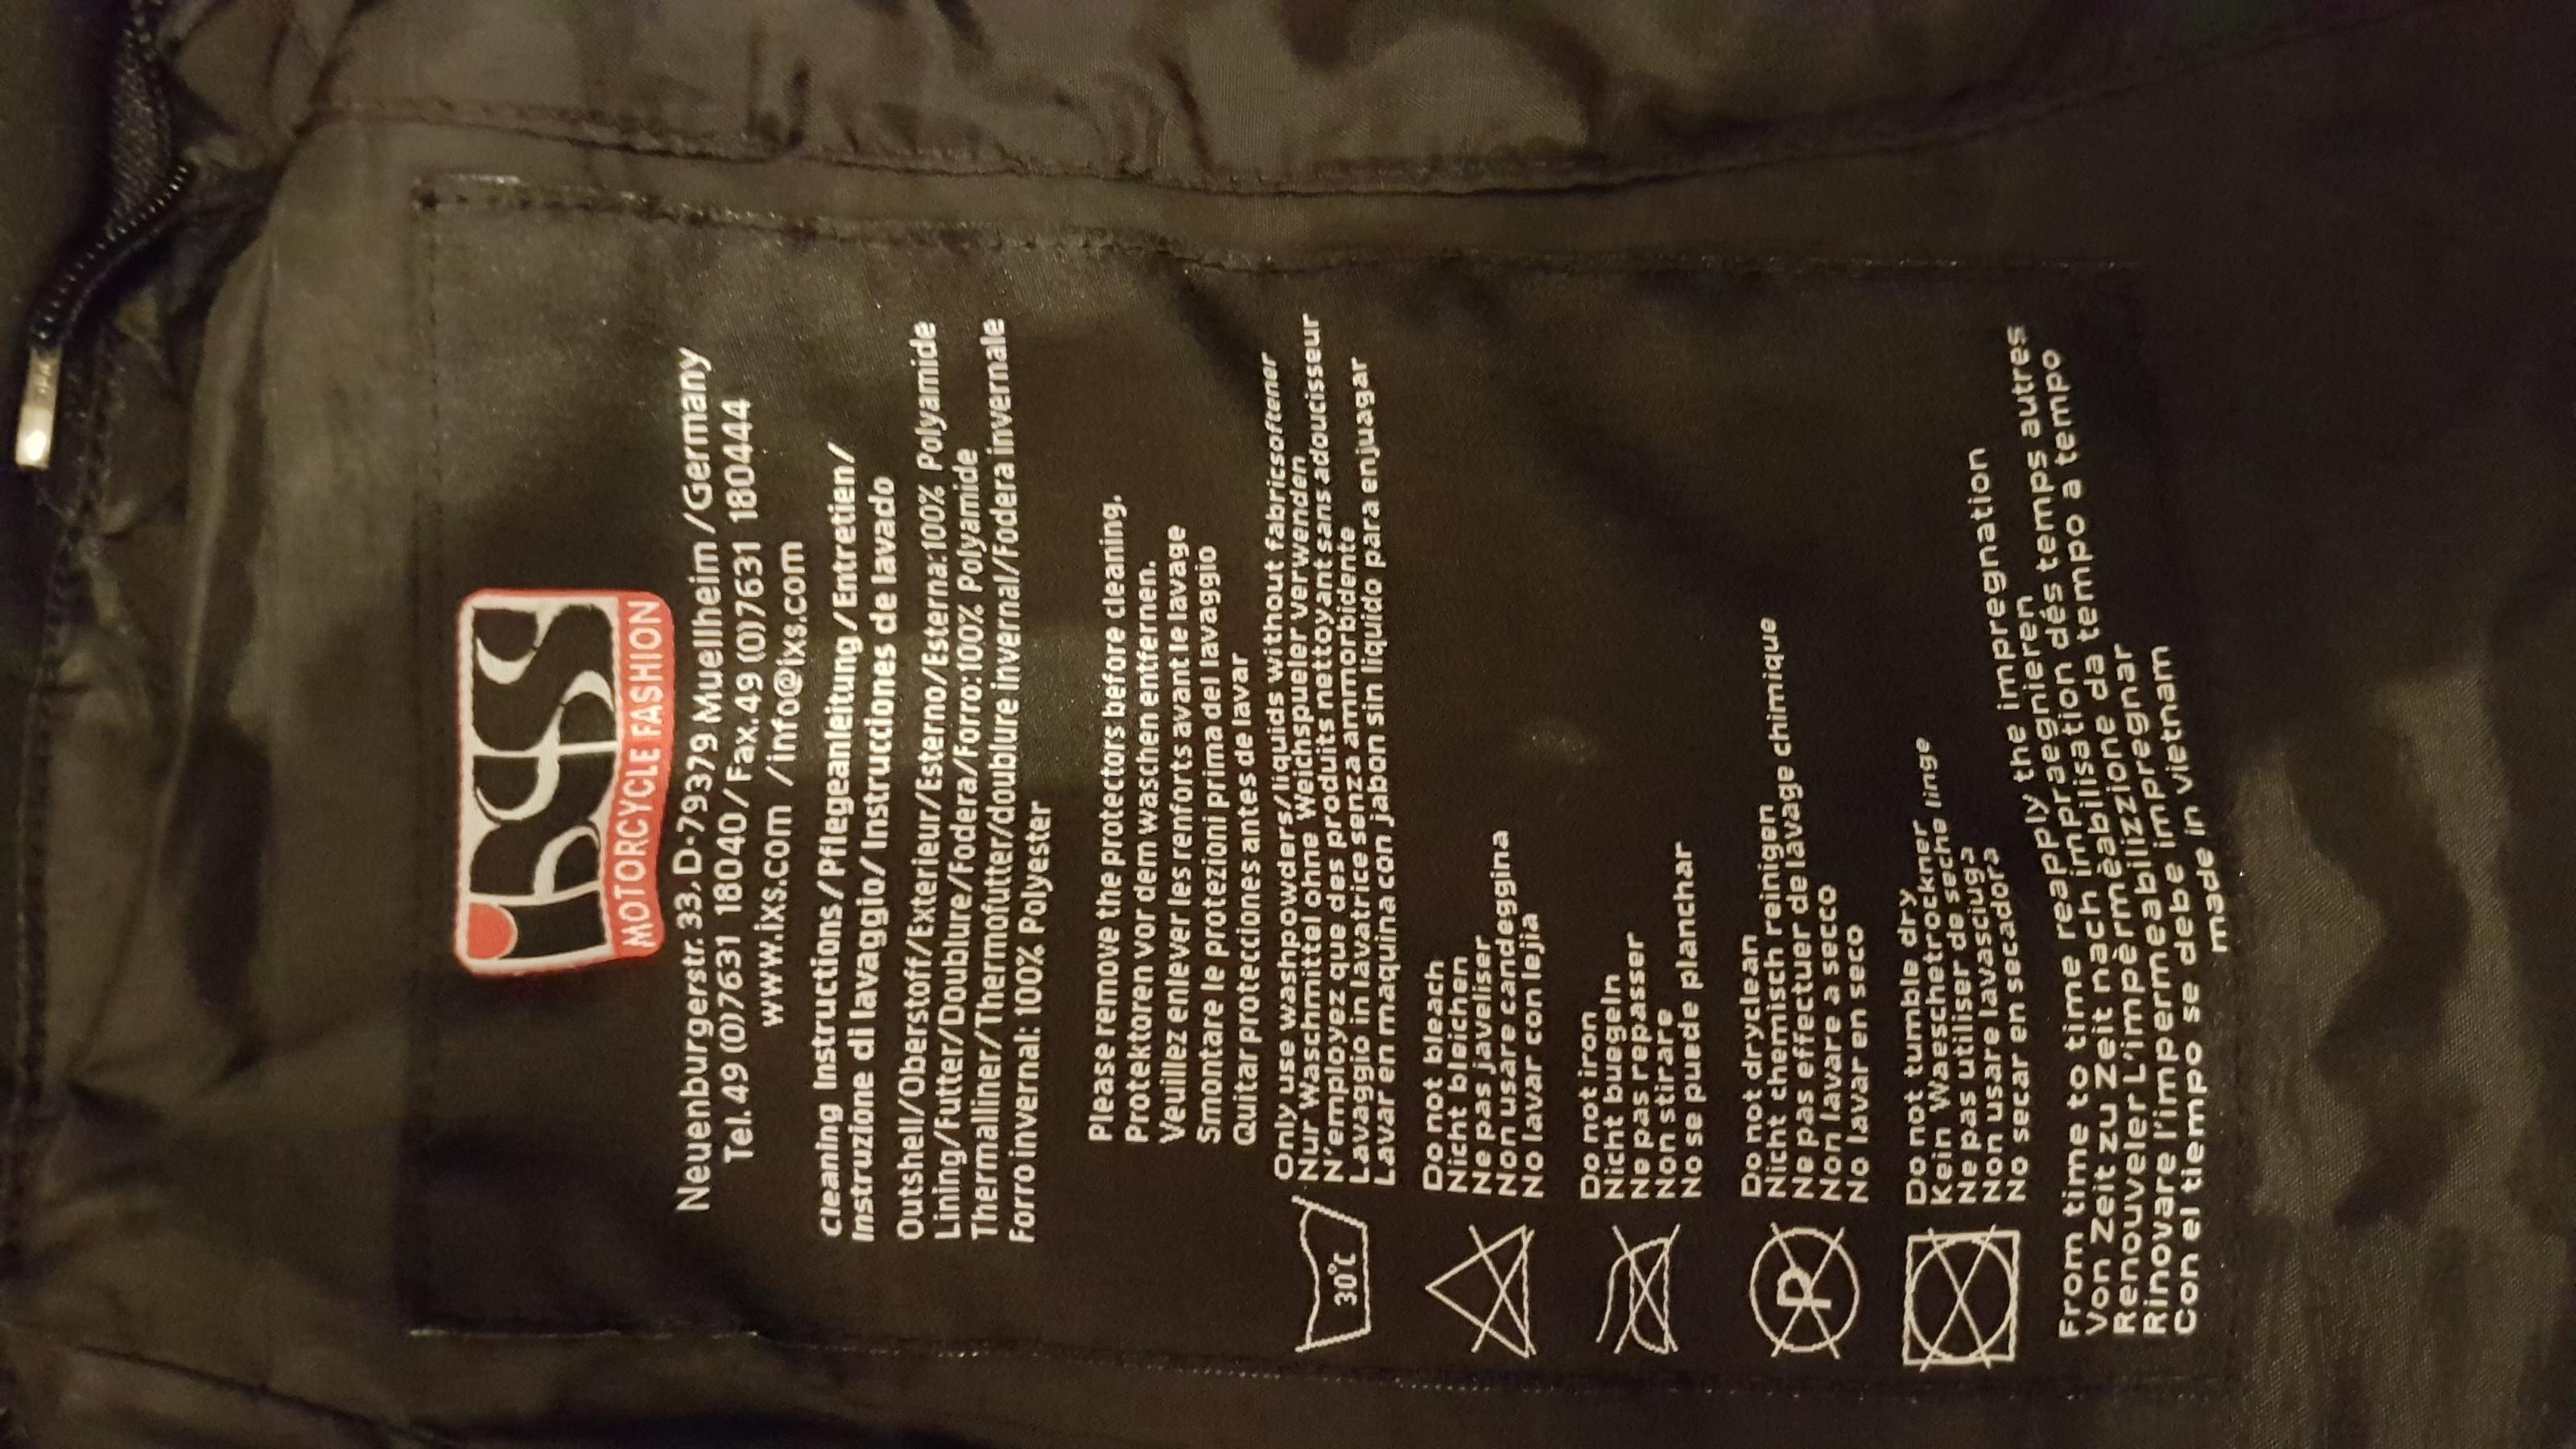 iXS
MOTORCYCLE FASHION
Neuenburgerstr. 33, D-79379 Muellheim / Germany
Tel. 49 (0)7631 18040 / Fax. 49 (0)7631 180444
www.ixs.com / info@ixs.com
Cleaning Instructions / Pflegeanleitung / Entretien/
Instruzione di lavaggio/ Instrucciones de lavado
Outshell/Oberstoff/Exterieur/Esterno/Esterna:100% Polyamide
Lining/Futter/Doublure/Fodera/Forro:100% Polyamide
Thermalliner/Thermofutter/doublure invernal/Fodera invernale
Forro invernal: 100% Polyester
Please remove the protectors before cleaning.
Protektoren vor dem waschen entfernen.
Veuillez enlever les renforts avant le lavage
Smontare le protezioni prima del lavaggio
Quitar protecciones antes de lavar
30°C
Only use washpowders/liquids without fabricsoftener
Nur Waschmittel ohne Weichspueler verwenden
N'employez que des produits nettoyant sans adoucisseur
Lavaggio in lavatrice senza ammorbidente
Lavar en maquina con jabon sin liquido para enjuagar
Do not bleach
Nicht bleichen
Ne pas javeliser
Non usare candeggina
No lavar con lejia
Do not iron
Nicht buegeln
Ne pas repasser
Non stirare
No se puede planchar
P
Do not dryclean
Nicht chemisch reinigen
Ne pas effectuer de lavage chimique
Non lavare a seco
No lavar en seco
Do not tumble dry
Kein Waeschetrockner
Ne pas utiliser de seche linge
Non usare lavasciuga
No secar en secadora
From time to time reapply the impregnation
Von Zeit zu Zeit nach impraegnieren
Renouveler L'impèrmèabilisation dés temps autres
Rinovare l'impermeabilizzione da tempo a tempo
Con el tiempo se debe impregnar
made in vietnam